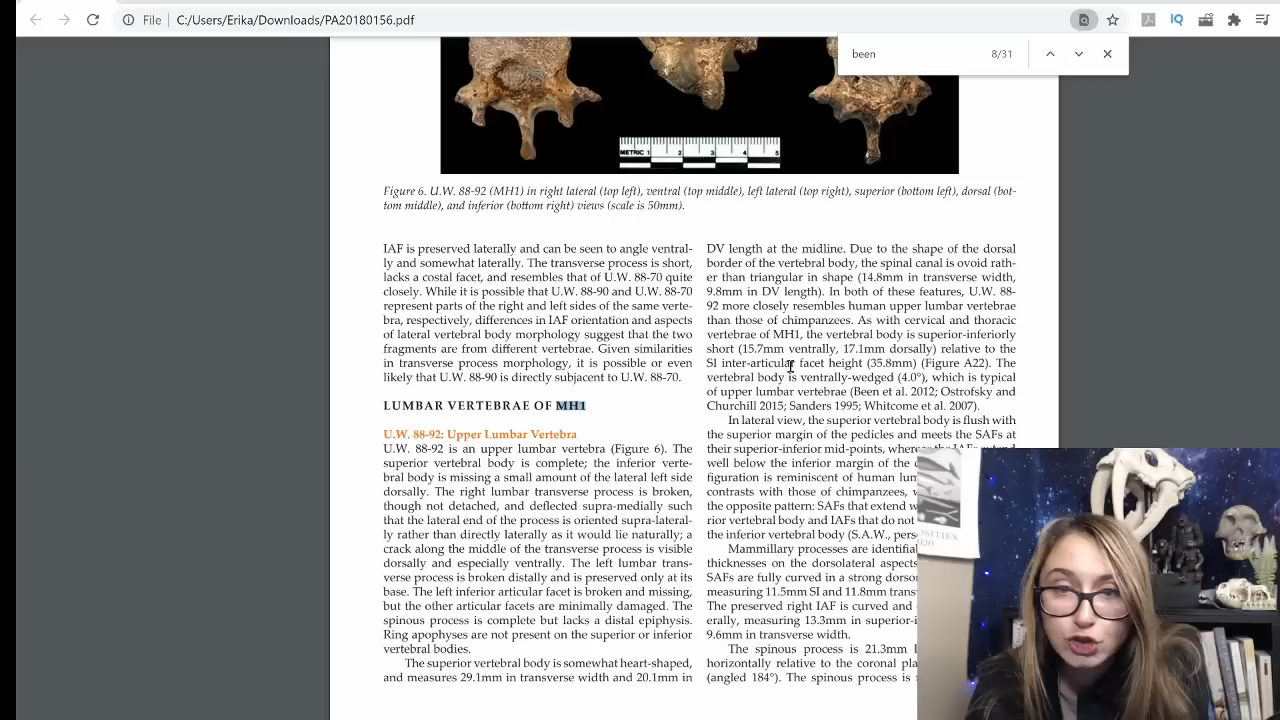 File | C:/Users/Erika/Downloads/PA20180156.pdf
been 8/31
METRIC 1 2 3 4 5
Figure 6. U.W. 88-92 (MH1) in right lateral (top left), ventral (top middle), left lateral (top right), superior (bottom left), dorsal (bot-
tom middle), and inferior (bottom right) views (scale is 50mm).
IAF is preserved laterally and can be seen to angle ventral-
ly and somewhat laterally. The transverse process is short,
lacks a costal facet, and resembles that of U.W. 88-70 quite
closely. While it is possible that U.W. 88-90 and U.W. 88-70
represent parts of the right and left sides of the same verte-
bra, respectively, differences in IAF orientation and aspects
of lateral vertebral body morphology suggest that the two
fragments are from different vertebrae. Given similarities
in transverse process morphology, it is possible or even
likely that U.W. 88-90 is directly subjacent to U.W. 88-70.
LUMBAR VERTEBRAE OF MH1
U.W. 88-92: Upper Lumbar Vertebra
U.W. 88-92 is an upper lumbar vertebra (Figure 6). The
superior vertebral body is complete; the inferior verte-
bral body is missing a small amount of the lateral left side
dorsally. The right lumbar transverse process is broken,
though not detached, and deflected supra-medially such
that the lateral end of the process is oriented supra-lateral-
ly rather than directly laterally as it would lie naturally; a
crack along the middle of the transverse process is visible
dorsally and especially ventrally. The left lumbar trans-
verse process is broken distally and is preserved only at its
base. The left inferior articular facet is broken and missing,
but the other articular facets are minimally damaged. The
spinous process is complete but lacks a distal epiphysis.
Ring apophyses are not present on the superior or inferior
vertebral bodies.
The superior vertebral body is somewhat heart-shaped,
and measures 29.1mm in transverse width and 20.1mm in
DV length at the midline. Due to the shape of the dorsal
border of the vertebral body, the spinal canal is ovoid rath-
er than triangular in shape (14.8mm in transverse width,
9.8mm in DV length). In both of these features, U.W. 88-
92 more closely resembles human upper lumbar vertebrae
than those of chimpanzees. As with cervical and thoracic
vertebrae of MH1, the vertebral body is superior-inferiorly
short (15.7mm ventrally, 17.1mm dorsally) relative to the
SI inter-articular facet height (35.8mm) (Figure A22). The
vertebral body is ventrally-wedged (4.0°), which is typical
of upper lumbar vertebrae (Been et al. 2012; Ostrofsky and
Churchill 2015; Sanders 1995; Whitcome et al. 2007).
In lateral view, the superior vertebral body is flush with
the superior margin of the pedicles and meets the SAFs at
their superior-inferior mid-points, whereas the IAFs extend
well below the inferior margin of the
figuration is reminiscent of human lum
contrasts with those of chimpanzees,
the opposite pattern: SAFs that extend w
rior vertebral body and IAFs that do not
the inferior vertebral body (S.A.W., pers
Mammillary processes are identifia
thicknesses on the dorsolateral aspects
SAFs are fully curved in a strong dorso
measuring 11.5mm SI and 11.8mm trans
The preserved right IAF is curved and
erally, measuring 13.3mm in superior-i
9.6mm in transverse width.
The spinous process is 21.3mm l
horizontally relative to the coronal pla
(angled 184°). The spinous process is
OSITIES